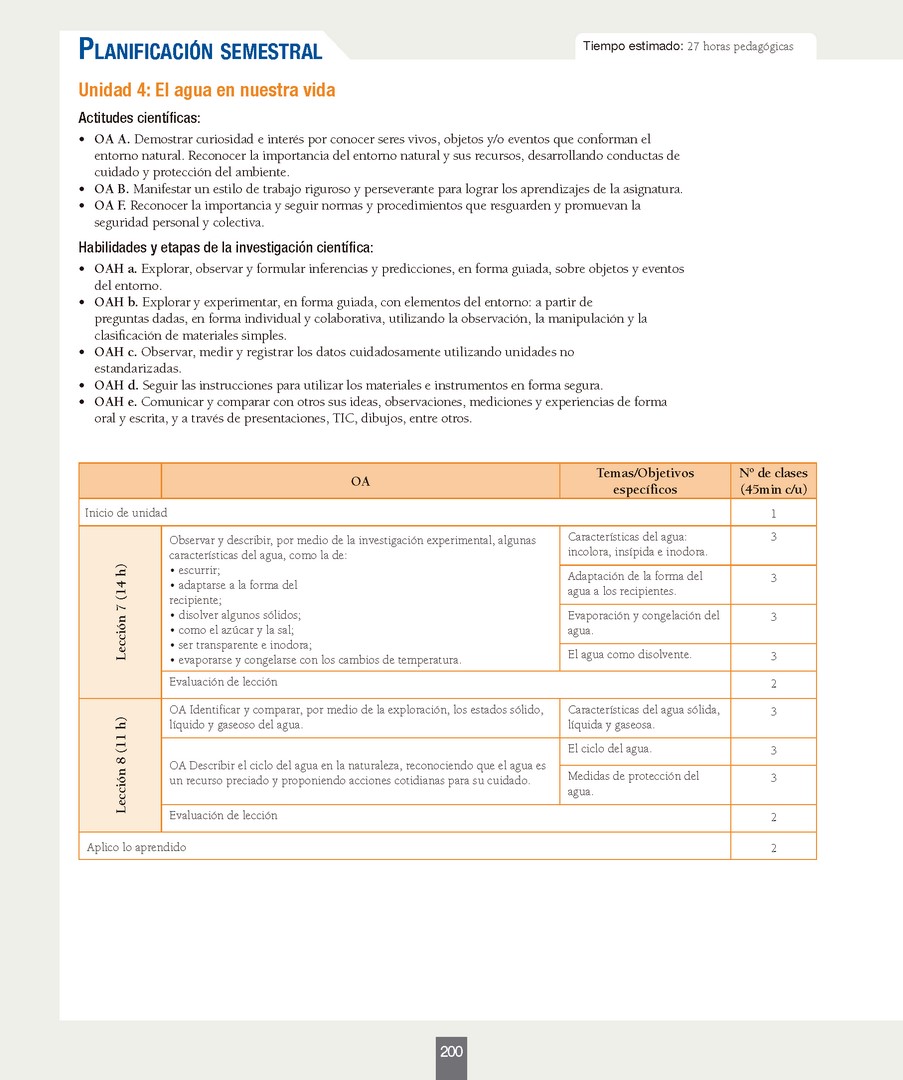 PLANIFICACIÓN SEMESTRAL
Tiempo estimado: 27 horas pedagógicas
Unidad 4: El agua en nuestra vida
Actitudes científicas:
• OA A. Demostrar curiosidad e interés por conocer seres vivos, objetos y/o eventos que conforman el
entorno natural. Reconocer la importancia del entorno natural y sus recursos, desarrollando conductas de
cuidado y protección del ambiente.
• OA B. Manifestar un estilo de trabajo riguroso y perseverante para lograr los aprendizajes de la asignatura.
• OA F. Reconocer la importancia y seguir normas y procedimientos que resguarden y promuevan la
seguridad personal y colectiva.
Habilidades y etapas de la investigación científica:
• OAH a. Explorar, observar y formular inferencias y predicciones, en forma guiada, sobre objetos y eventos
del entorno.
• OAH b. Explorar y experimentar, en forma guiada, con elementos del entorno: a partir de
preguntas dadas, en forma individual y colaborativa, utilizando la observación, la manipulación y la
clasificación de materiales simples.
• OAH c. Observar, medir y registrar los datos cuidadosamente utilizando unidades no
estandarizadas.
• OAH d. Seguir las instrucciones para utilizar los materiales e instrumentos en forma segura.
• OAH e. Comunicar y comparar con otros sus ideas, observaciones, mediciones y experiencias de forma
oral y escrita, y a través de presentaciones, TIC, dibujos, entre otros.
OA
Temas/Objetivos
específicos
Nº de clases
(45min c/u)
Inicio de unidad
1
Lección 7 (14 h)
Observar y describir, por medio de la investigación experimental, algunas
características del agua, como la de:
• escurrir;
• adaptarse a la forma del
recipiente;
• disolver algunos sólidos;
• como el azúcar y la sal;
• ser transparente e inodora;
• evaporarse y congelarse con los cambios de temperatura.
Características del agua:
incolora, insípida e inodora.
3
Adaptación de la forma del
agua a los recipientes.
3
Evaporación y congelación del
agua.
3
El agua como disolvente.
3
Evaluación de lección
2
Lección 8 (11 h)
OA Identificar y comparar, por medio de la exploración, los estados sólido,
líquido y gaseoso del agua.
Características del agua sólida,
líquida y gaseosa.
3
OA Describir el ciclo del agua en la naturaleza, reconociendo que el agua es
un recurso preciado y proponiendo acciones cotidianas para su cuidado.
El ciclo del agua.
3
Medidas de protección del
agua.
3
Evaluación de lección
2
Aplico lo aprendido
2
200